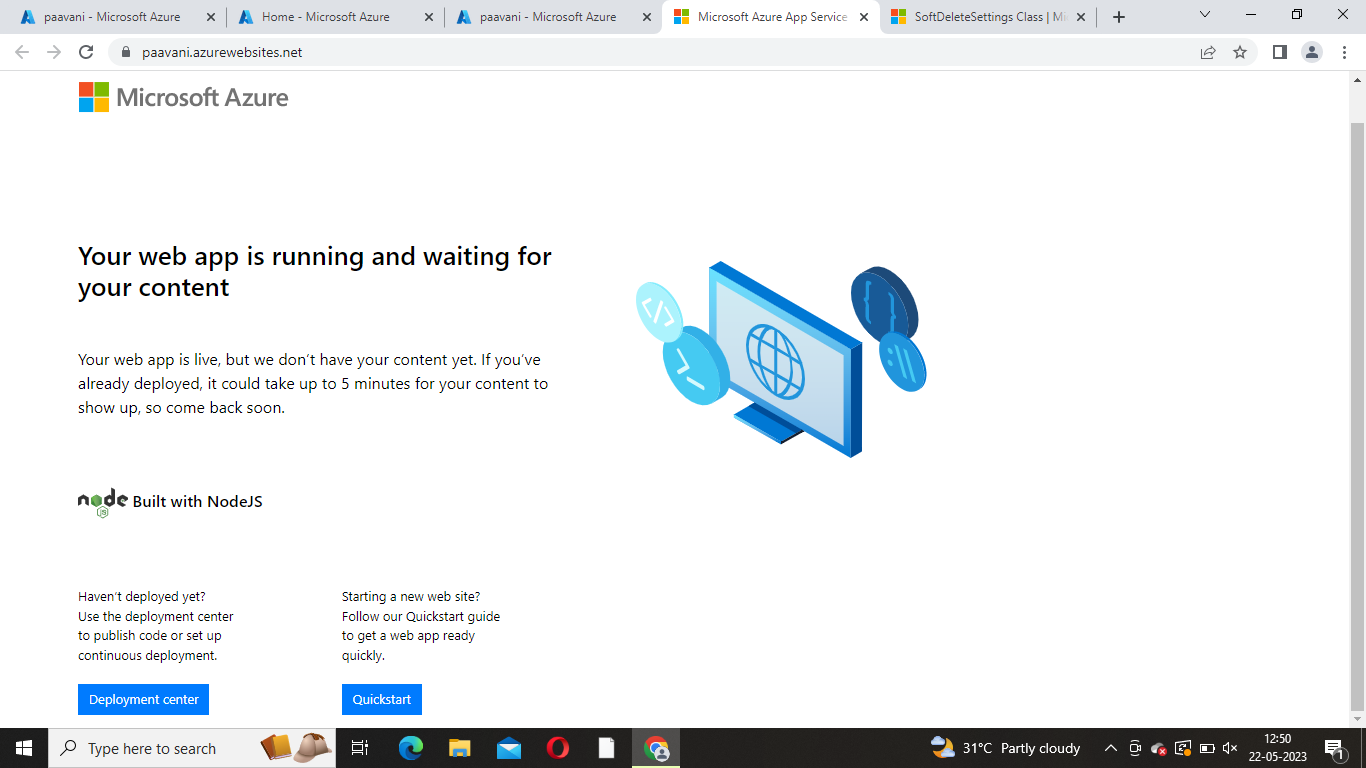 paavani - Microsoft Azure
Home - Microsoft Azure
paavani - Microsoft Azure
Microsoft Azure App Service
SoftDeleteSettings Class | Mi
paavani.azurewebsites.net
Microsoft Azure
Your web app is running and waiting for
your content
Your web app is live, but we don’t have your content yet. If you’ve
already deployed, it could take up to 5 minutes for your content to
show up, so come back soon.
node
JS
Built with NodeJS
Haven’t deployed yet?
Use the deployment center
to publish code or set up
continuous deployment.
Deployment center
Starting a new web site?
Follow our Quickstart guide
to get a web app ready
quickly.
Quickstart
Type here to search
31°C Partly cloudy
12:50
22-05-2023
1